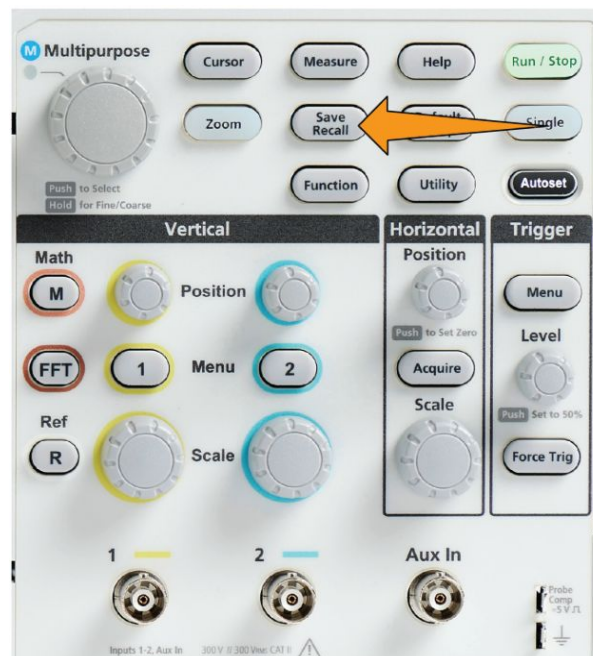 M Multipurpose
Cursor
Measure
Help
Run / Stop
Zoom
Save
Recall
Default
Single
Push to Select
Hold for Fine/Coarse
Function
Utility
Autoset
Vertical
Horizontal
Trigger
Math
M
Position
Position
Push to Set Zero
Menu
FFT
1
Menu
2
Acquire
Level
Push Set to 50%
Ref
R
Scale
Scale
Force Trig
1
2
Aux In
Inputs 1-2, Aux In 300 V
CAT II
Probe
Comp
~5 V